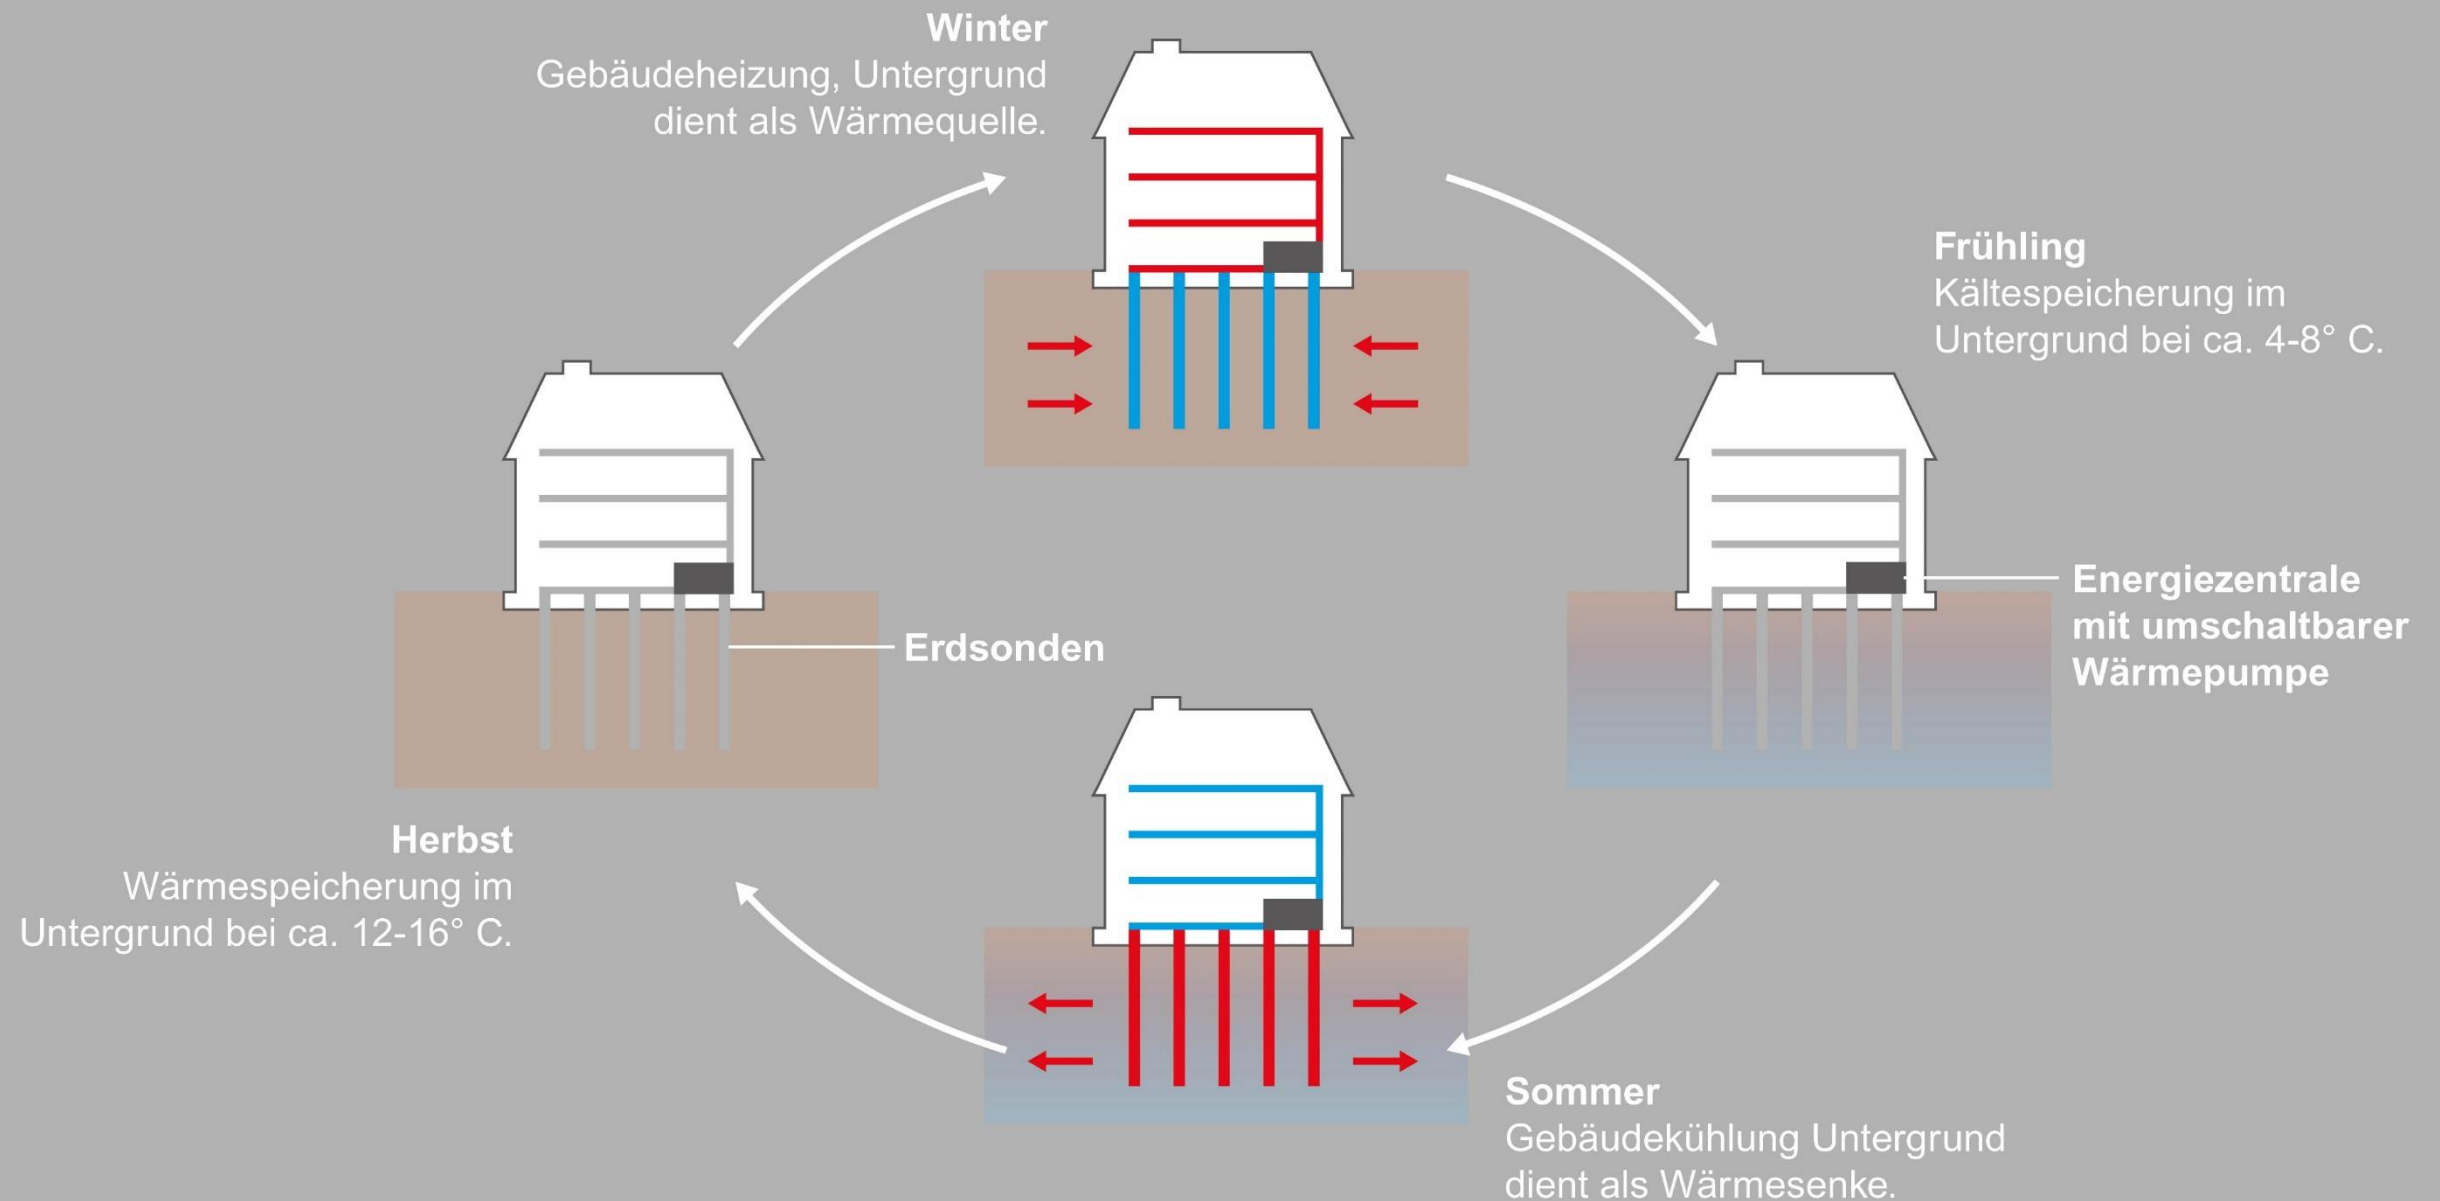 Winter
Gebäudeheizung, Untergrund
dient als Wärmequelle.
Frühling
Kältespeicherung im
Untergrund bei ca. 4-8° C.
Energiezentrale
mit umschaltbarer
Wärmepumpe
Erdsonden
Herbst
Wärmespeicherung im
Untergrund bei ca. 12-16° C.
Sommer
Gebäudekühlung Untergrund
dient als Wärmesenke.